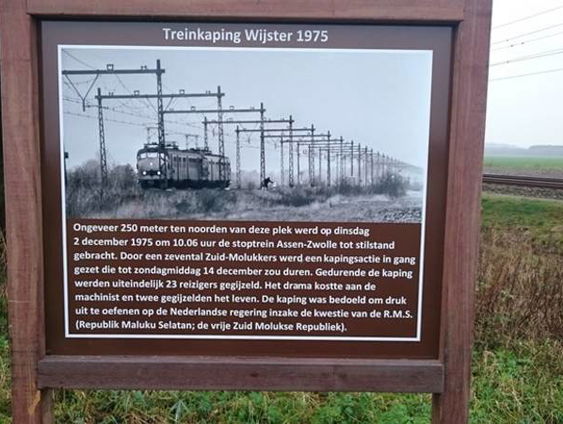 Treinkaping Wijster 1975
Ongeveer 250 meter ten noorden van deze plek werd op dinsdag
2 december 1975 om 10.06 uur de stoptrein Assen-Zwolle tot stilstand
gebracht. Door een zevental Zuid-Molukkers werd een kapingsactie in gang
gezet die tot zondagmiddag 14 december zou duren. Gedurende de kaping
werden uiteindelijk 23 reizigers gegijzeld. Het drama kostte aan de
machinist en twee gegijzelden het leven. De kaping was bedoeld om druk
uit te oefenen op de Nederlandse regering inzake de kwestie van de R.M.S.
(Republik Maluku Selatan; de vrije Zuid Molukse Republiek).